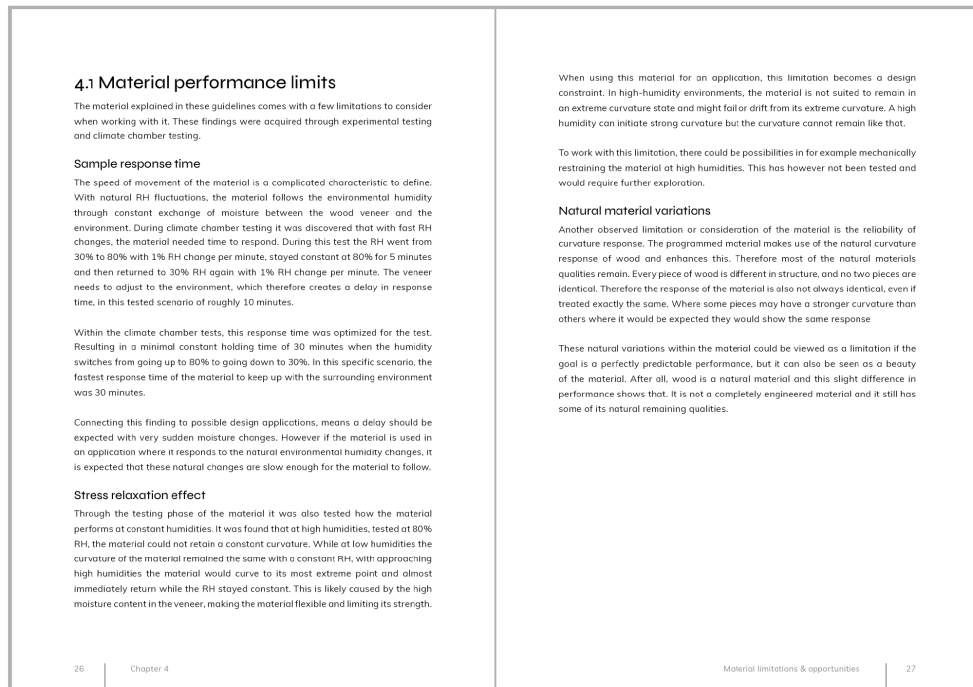 4.1 Material performance limits
The material explained in these guidelines comes with a few limitations to consider
when working with it. These findings were acquired through experimental testing
and climate chamber testing.
Sample response time
The speed of movement of the material is a complicated characteristic to define.
With natural RH fluctuations, the material follows the environmental humidity
through constant exchange of moisture between the wood veneer and the
environment. During climate chamber testing it was discovered that with fast RH
changes, the material needed time to respond. During this test the RH went from
30% to 80% with 1% RH change per minute, stayed constant at 80% for 5 minutes
and then returned to 30% RH again with 1% RH change per minute. The veneer
needs to adjust to the environment, which therefore creates a delay in response
time, in this tested scenario of roughly 10 minutes.
Within the climate chamber tests, this response time was optimized for the test.
Resulting in a minimal constant holding time of 30 minutes when the humidity
switches from going up to 80% to going down to 30%. In this specific scenario, the
fastest response time of the material to keep up with the surrounding environment
was 30 minutes.
Connecting this finding to possible design applications, means a delay should be
expected with very sudden moisture changes. However if the material is used in
an application where it responds to the natural environmental humidity changes, it
is expected that these natural changes are slow enough for the material to follow.
Stress relaxation effect
Through the testing phase of the material it was also tested how the material
performs at constant humidities. It was found that at high humidities, tested at 80%
RH, the material could not retain a constant curvature. While at low humidities the
curvature of the material remained the same with a constant RH, with approaching
high humidities the material would curve to its most extreme point and almost
immediately return while the RH stayed constant. This is likely caused by the high
moisture content in the veneer, making the material flexible and limiting its strength.
26
Chapter 4
When using this material for an application, this limitation becomes a design
constraint. In high-humidity environments, the material is not suited to remain in
an extreme curvature state and might fail or drift from its extreme curvature. A high
humidity can initiate strong curvature but the curvature cannot remain like that.
To work with this limitation, there could be possibilities in for example mechanically
restraining the material at high humidities. This has however not been tested and
would require further exploration.
Natural material variations
Another observed limitation or consideration of the material is the reliability of
curvature response. The programmed material makes use of the natural curvature
response of wood and enhances this. Therefore most of the natural materials
qualities remain. Every piece of wood is different in structure, and no two pieces are
identical. Therefore the response of the material is also not always identical, even if
treated exactly the same. Where some pieces may have a stronger curvature than
others where it would be expected they would show the same response
These natural variations within the material could be viewed as a limitation if the
goal is a perfectly predictable performance, but it can also be seen as a beauty
of the material. After all, wood is a natural material and this slight difference in
performance shows that. It is not a completely engineered material and it still has
some of its natural remaining qualities.
Material limitations & opportunities
27